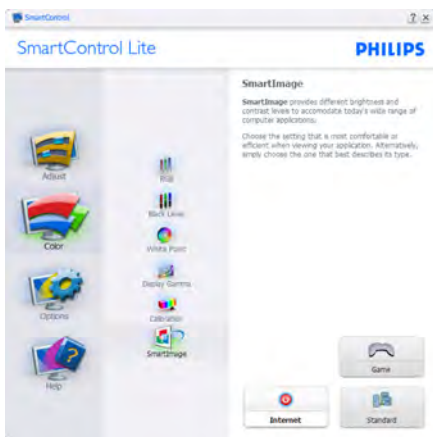 SmartControl
? ×
SmartControl Lite
PHILIPS
SmartImage
SmartImage provides different brightness and
contrast levels to accomodate today's wide range of
computer applications.
Choose the setting that is most comfortable or
efficient when viewing your application. Alternatively,
simply choose the one that best describes its type.
Adjust
Color
Options
Help
RGB
Black Level
White Point
Display Gamma
Calibration
SmartImage
Game
Internet
Standard